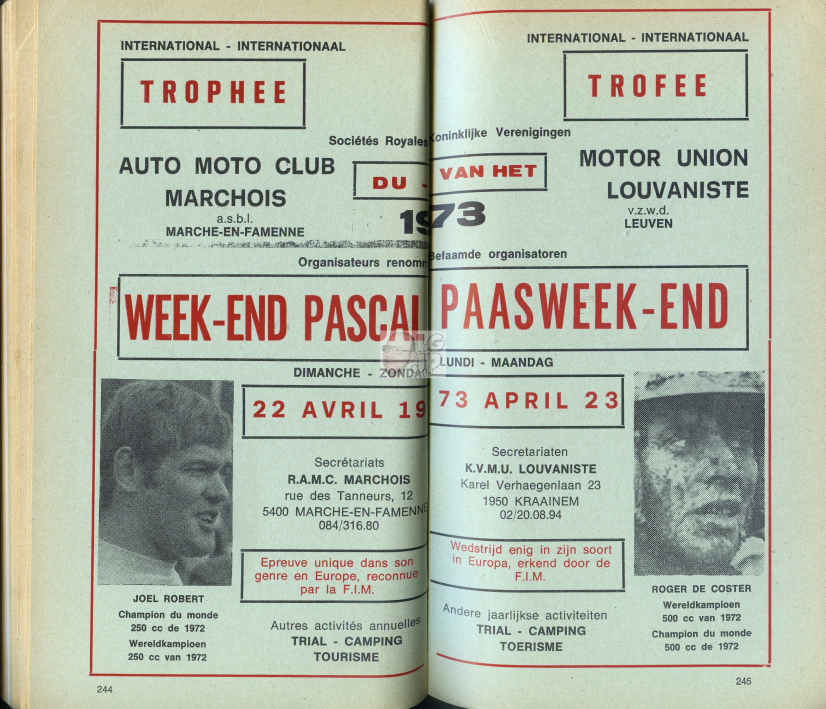 INTERNATIONAL - INTERNATIONAAL
TROPHEE
Sociétés Royales
AUTO MOTO CLUB
MARCHOIS
a.s.b.l.
MARCHE-EN-FAMENNE
DU -
19
Organisateurs renom
WEEK-END PASCAL
DIMANCHE - ZONDAG
22 AVRIL 19
Secrétariats
R.A.M.C. MARCHOIS
rue des Tanneurs, 12
5400 MARCHE-EN-FAMENNE
084/316.80
Epreuve unique dans son
genre en Europe, reconnue
par la F.I.M.
Autres activités annuelles
TRIAL - CAMPING
TOURISME
JOEL ROBERT
Champion du monde
250 cc de 1972
Wereldkampioen
250 cc van 1972
244
INTERNATIONAL - INTERNATIONAAL
TROFEE
Koninklijke Verenigingen
MOTOR UNION
LOUVANISTE
v.z.w.d.
LEUVEN
VAN HET
73
Befaamde organisatoren
PAASWEEK-END
LUNDI - MAANDAG
73 APRIL 23
Secretariaten
K.V.M.U. LOUVANISTE
Karel Verhaegenlaan 23
1950 KRAAINEM
02/20.08.94
Wedstrijd enig in zijn soort
in Europa, erkend door de
F.I.M.
Andere jaarlijkse activiteiten
TRIAL - CAMPING
TOERISME
ROGER DE COSTER
Wereldkampioen
500 cc van 1972
Champion du monde
500 cc de 1972
245